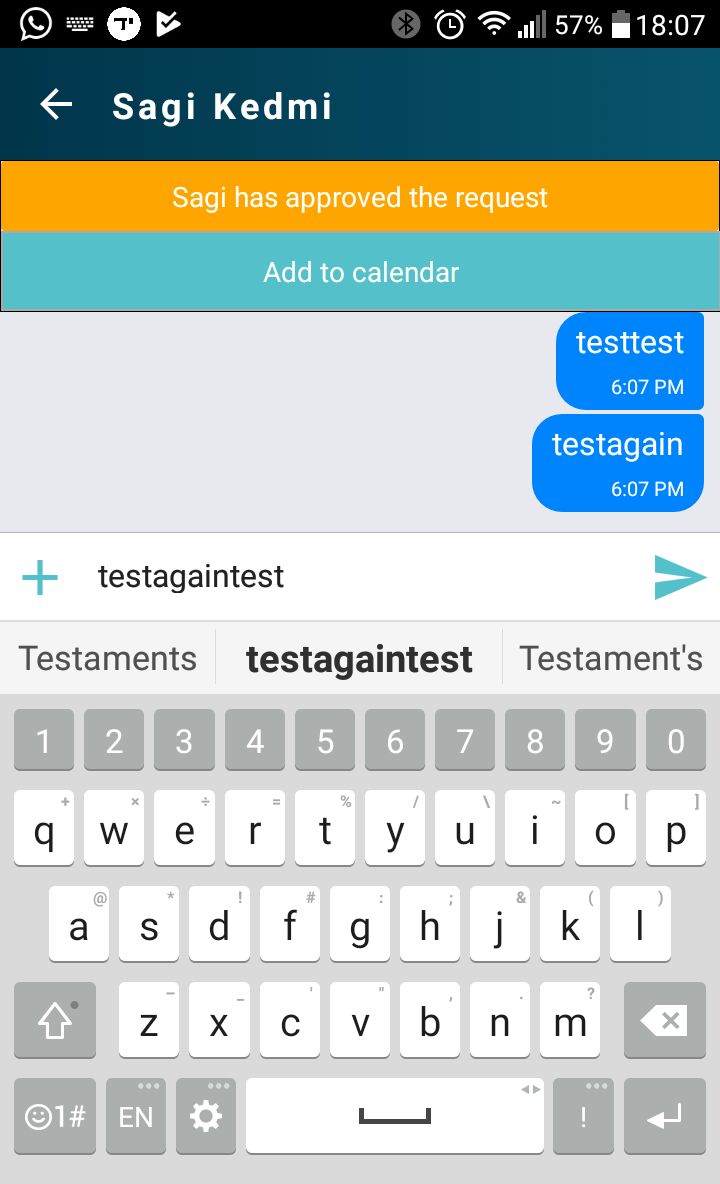 57% 18:07
Sagi Kedmi
Sagi has approved the request
Add to calendar
testtest
6:07 PM
testagain
6:07 PM
testagaintest
Testaments testagaintest Testament's
1 2 3 4 5 6 7 8 9 0
+ × ÷ = % / \ ~ [ ]
q w e r t y u i o p
@ * ! # : ; & ( )
a s d f g h j k l
– _ ' " , . ?
z x c v b n m
1# EN !